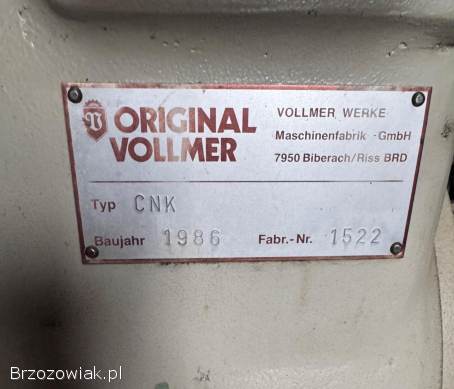 ORIGINAL
VOLLMER
VOLLMER WERKE
Maschinenfabrik - GmbH
7950 Biberach/Riss BRD
Typ CNK
Baujahr 1986 Fabr.-Nr. 1522
Brzozowiak.pl